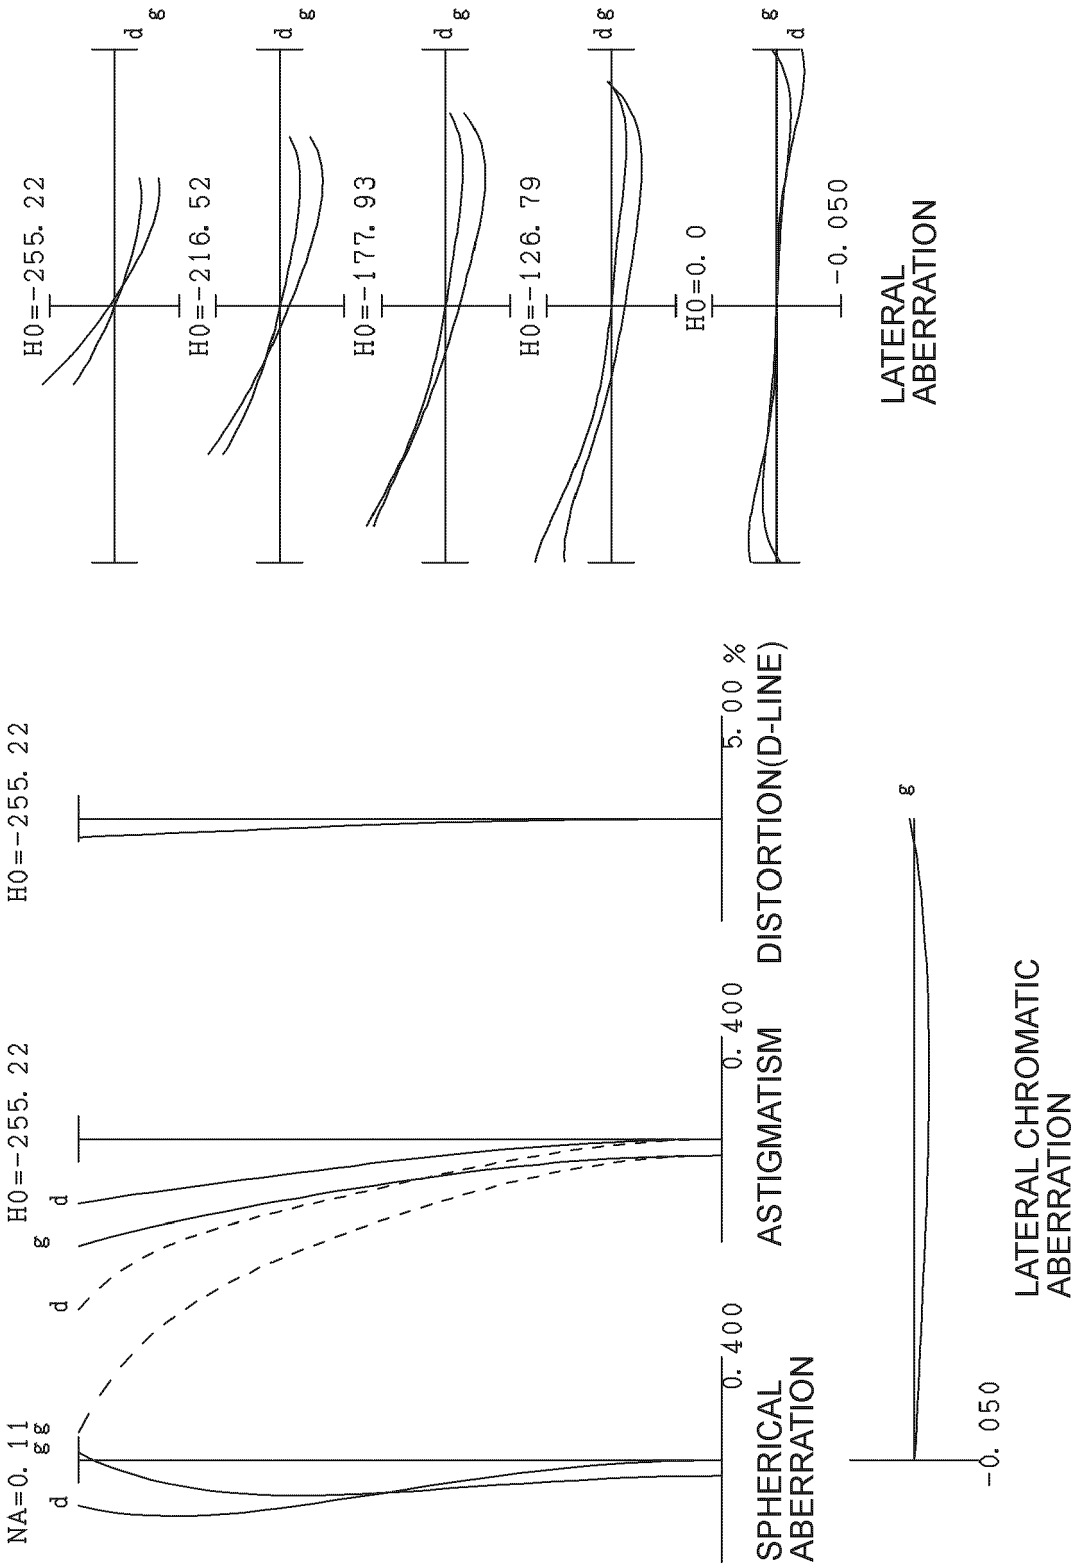 NA=0. 11
d
g
g
0. 400
SPHERICAL
ABERRATION
H0=-255. 22
d
g
d
0. 400
ASTIGMATISM
H0=-255. 22
5. 00 %
DISTORTION(D-LINE)
g
-0. 050
LATERAL CHROMATIC
ABERRATION
H0=-255. 22
d
g
H0=-216. 52
d
g
H0=-177. 93
d
g
H0=-126. 79
d
g
H0=0. 0
g
d
-0. 050
LATERAL
ABERRATION